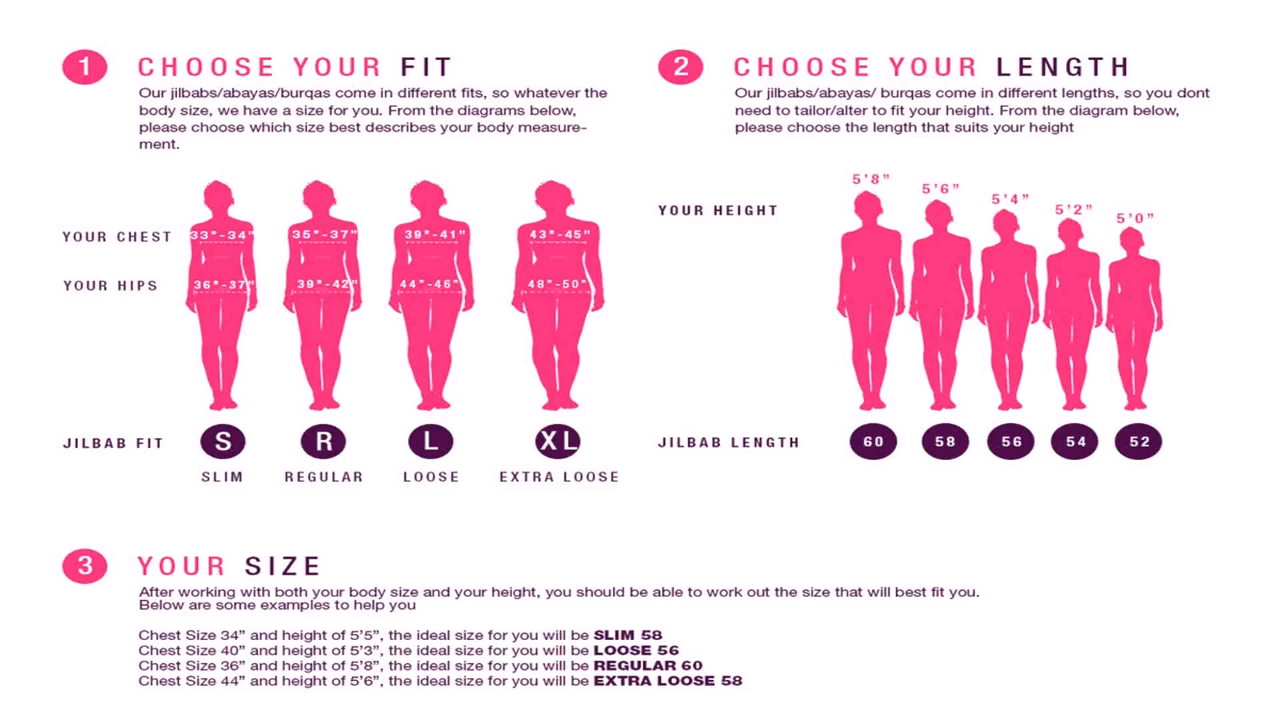 1 CHOOSE YOUR FIT
Our jilbabs/abayas/burqas come in different fits, so whatever the
body size, we have a size for you. From the diagrams below,
please choose which size best describes your body measure-
ment.
YOUR CHEST 33"-34" 35"-37" 39"-41" 43"-45"
YOUR HIPS 36"-37" 39"-42" 44"-46" 48"-50"
JILBAB FIT S R L XL
SLIM REGULAR LOOSE EXTRA LOOSE
2 CHOOSE YOUR LENGTH
Our jilbabs/abayas/ burqas come in different lengths, so you dont
need to tailor/alter to fit your height. From the diagram below,
please choose the length that suits your height
YOUR HEIGHT 5’8” 5’6” 5’4” 5’2” 5’0”
JILBAB LENGTH 60 58 56 54 52
3 YOUR SIZE
After working with both your body size and your height, you should be able to work out the size that will best fit you.
Below are some examples to help you
Chest Size 34” and height of 5’5”, the ideal size for you will be SLIM 58
Chest Size 40” and height of 5’3”, the ideal size for you will be LOOSE 56
Chest Size 36” and height of 5’8”, the ideal size for you will be REGULAR 60
Chest Size 44” and height of 5’6”, the ideal size for you will be EXTRA LOOSE 58